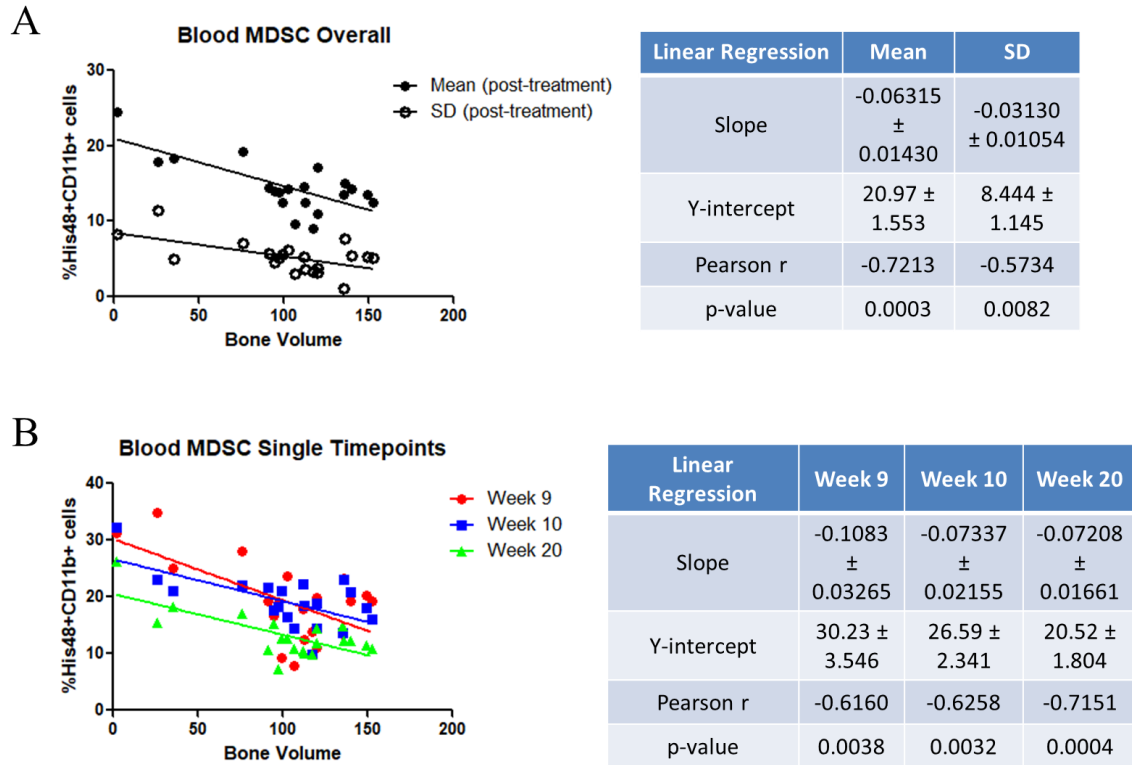 A
Blood MDSC Overall
%His48+CD11b+ cells
30
20
10
0
0 50 100 150 200
Bone Volume
Mean (post-treatment)
SD (post-treatment)
Linear Regression Mean SD
Slope -0.06315 ± 0.01430 -0.03130 ± 0.01054
Y-intercept 20.97 ± 1.553 8.444 ± 1.145
Pearson r -0.7213 -0.5734
p-value 0.0003 0.0082
B
Blood MDSC Single Timepoints
%His48+CD11b+ cells
40
30
20
10
0
0 50 100 150 200
Bone Volume
Week 9
Week 10
Week 20
Linear Regression Week 9 Week 10 Week 20
Slope -0.1083 ± 0.03265 -0.07337 ± 0.02155 -0.07208 ± 0.01661
Y-intercept 30.23 ± 3.546 26.59 ± 2.341 20.52 ± 1.804
Pearson r -0.6160 -0.6258 -0.7151
p-value 0.0038 0.0032 0.0004